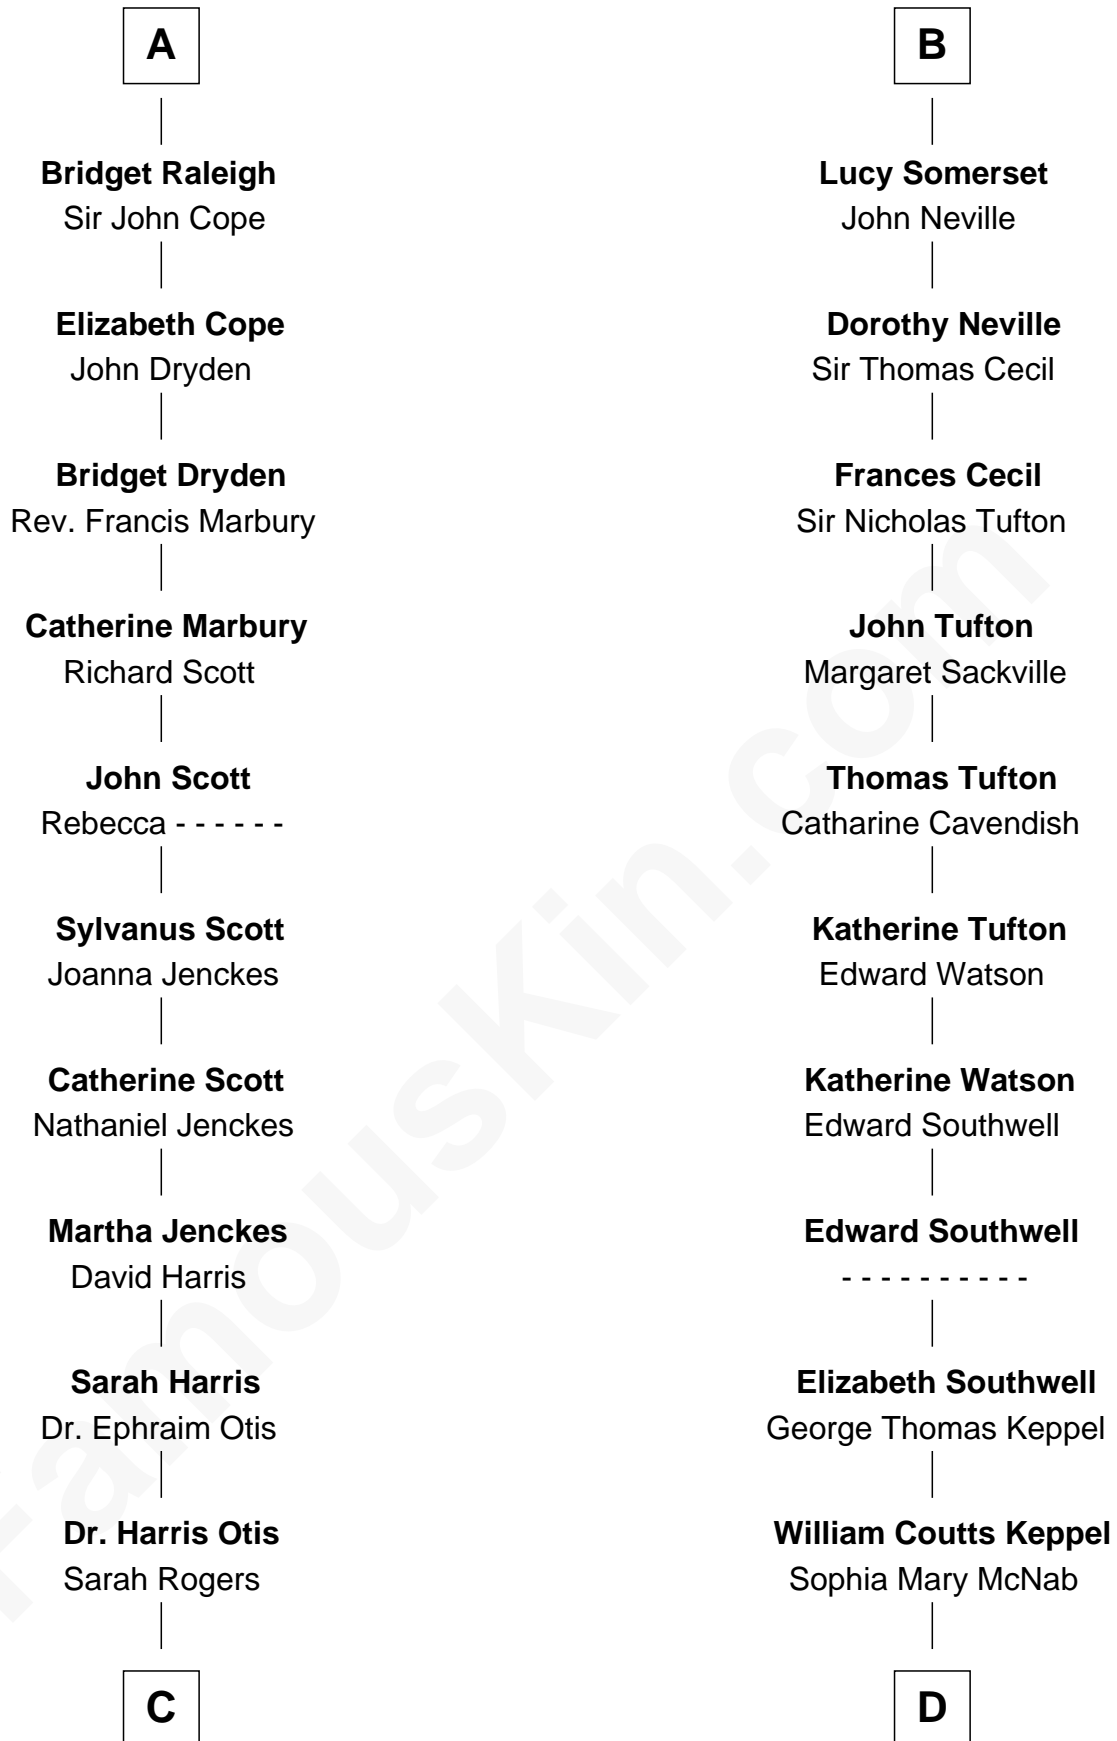 A
Bridget Raleigh
Sir John Cope
Elizabeth Cope
John Dryden
Bridget Dryden
Rev. Francis Marbury
Catherine Marbury
Richard Scott
John Scott
Rebecca - - - - - -
Sylvanus Scott
Joanna Jenckes
Catherine Scott
Nathaniel Jenckes
Martha Jenckes
David Harris
Sarah Harris
Dr. Ephraim Otis
Dr. Harris Otis
Sarah Rogers
C
B
Lucy Somerset
John Neville
Dorothy Neville
Sir Thomas Cecil
Frances Cecil
Sir Nicholas Tufton
John Tufton
Margaret Sackville
Thomas Tufton
Catharine Cavendish
Katherine Tufton
Edward Watson
Katherine Watson
Edward Southwell
Edward Southwell
- - - - - - - - - -
Elizabeth Southwell
George Thomas Keppel
William Coutts Keppel
Sophia Mary McNab
D
FamousKin.com